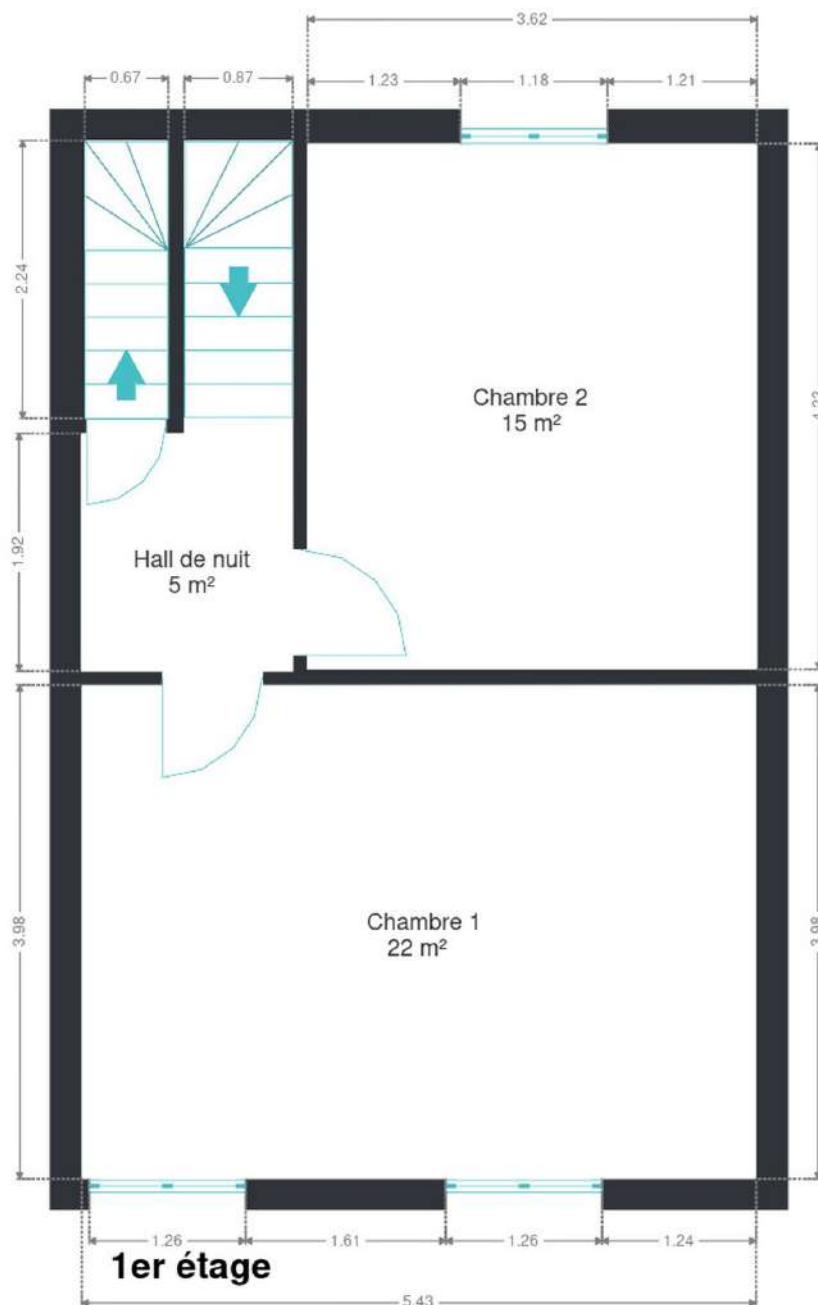 3.62
0.67
0.87
1.23
1.18
1.21
2.24
Chambre 2
15 m²
1.92
Hall de nuit
5 m²
3.98
Chambre 1
22 m²
3.98
1.26
1.61
1.26
1.24
1er étage
5.43